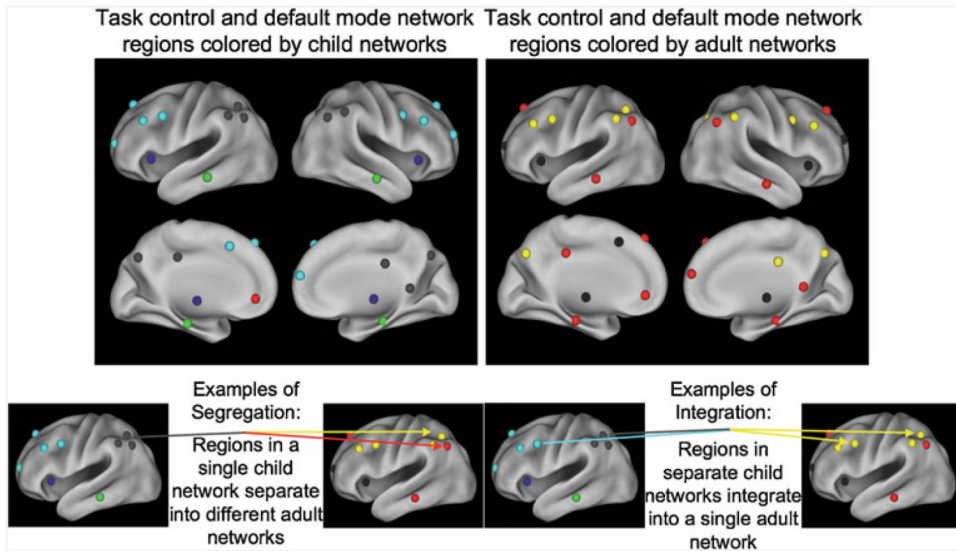 Task control and default mode network
regions colored by child networks
Task control and default mode network
regions colored by adult networks
Examples of
Segregation:
Regions in a
single child
network separate
into different adult
networks
Examples of
Integration:
Regions in
separate child
networks integrate
into a single adult
network